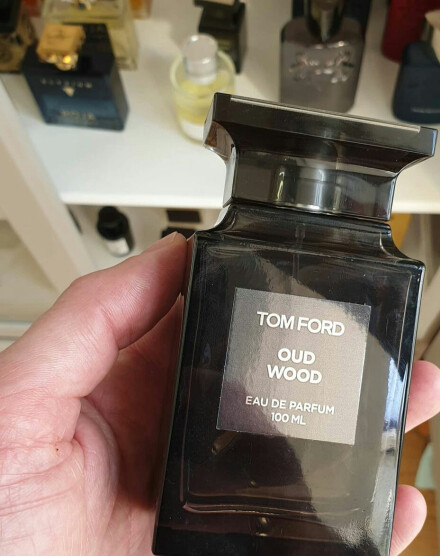 TOM FORD
OUD
WOOD
EAU DE PARFUM
100 ML